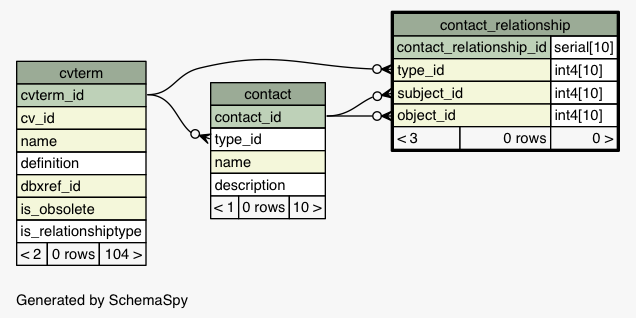 contact_relationship
contact_relationship_id serial[10]
type_id int4[10]
subject_id int4[10]
object_id int4[10]
< 3 0 rows 0 >
cvterm
cvterm_id
cv_id
name
definition
dbxref_id
is_obsolete
is_relationshiptype
< 2 0 rows 104 >
contact
contact_id
type_id
name
description
< 1 0 rows 10 >
Generated by SchemaSpy